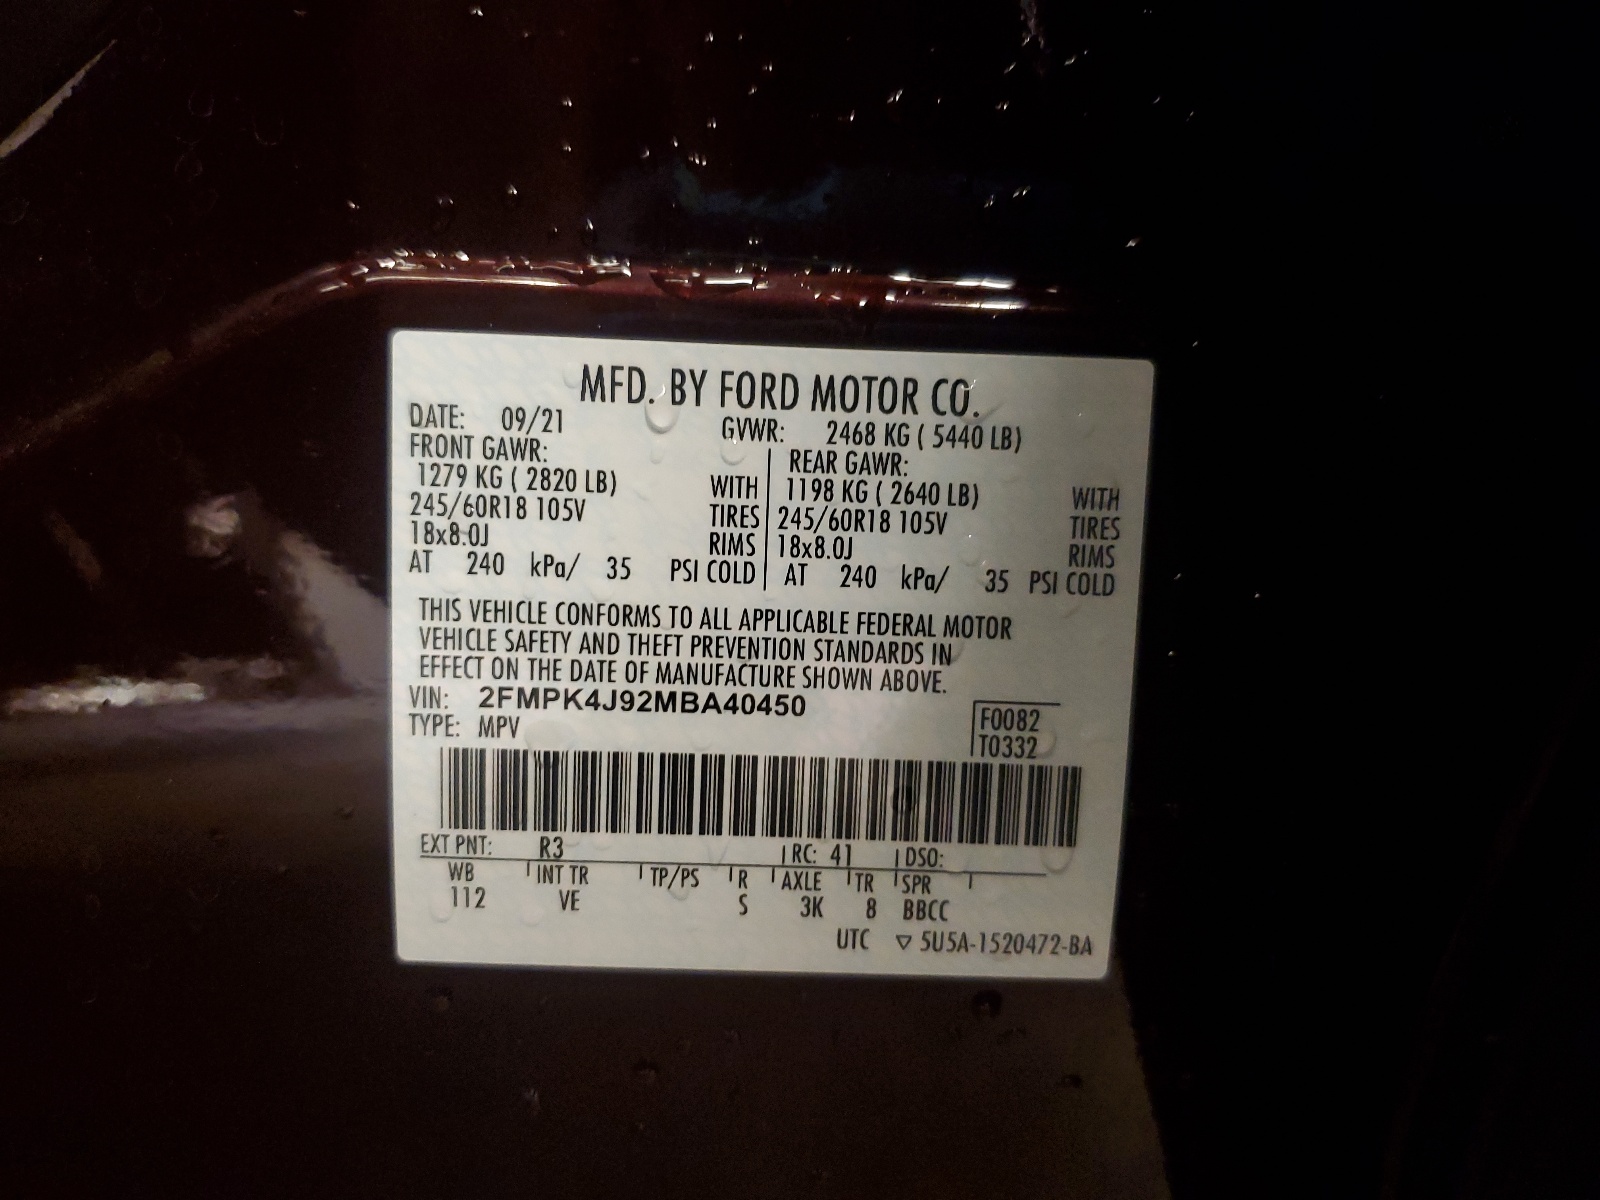 MFD. BY FORD MOTOR CO.
DATE: 09/21 GVWR: 2468 KG ( 5440 LB)
FRONT GAWR: REAR GAWR:
1279 KG ( 2820 LB) WITH 1198 KG ( 2640 LB) WITH
245/60R18 105V TIRES 245/60R18 105V TIRES
18x8.0J RIMS 18x8.0J RIMS
AT 240 kPa/ 35 PSI COLD AT 240 kPa/ 35 PSI COLD
THIS VEHICLE CONFORMS TO ALL APPLICABLE FEDERAL MOTOR
VEHICLE SAFETY AND THEFT PREVENTION STANDARDS IN
EFFECT ON THE DATE OF MANUFACTURE SHOWN ABOVE.
VIN: 2FMPK4J92MBA40450 F0082
TYPE: MPV T0332
EXT PNT: R3 RC: 41 DSO:
WB INT TR TP/PS R AXLE TR SPR
112 VE S 3K 8 BBCC
UTC ▽ 5U5A-1520472-BA